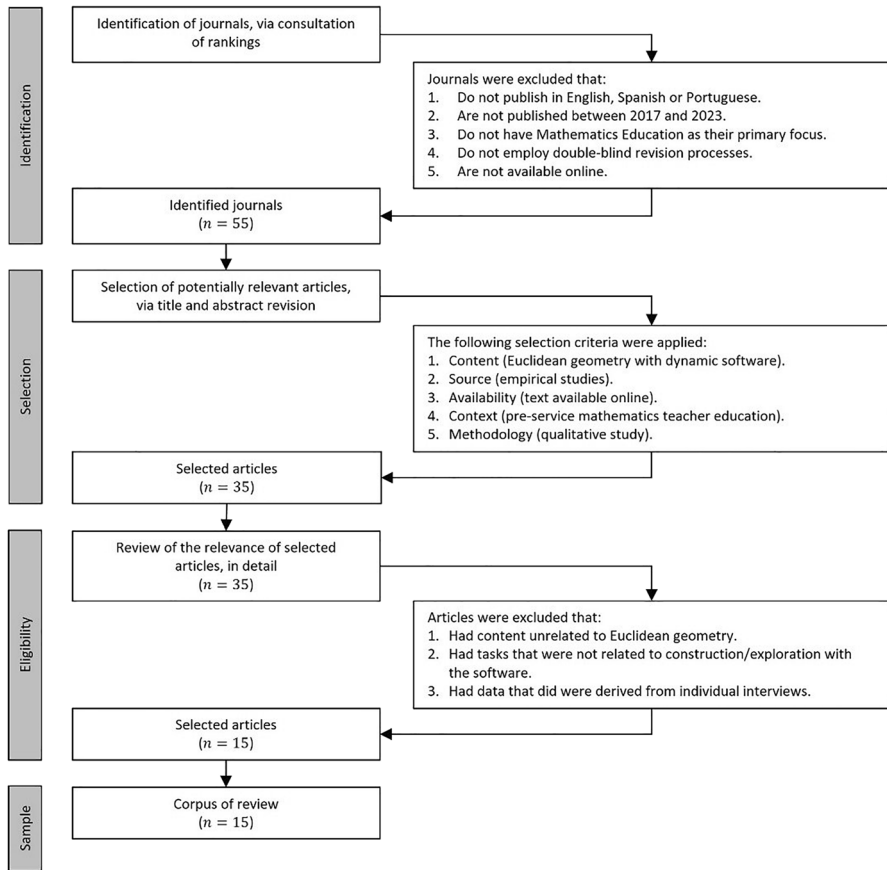 Identification
Identification of journals, via consultation
of rankings
Journals were excluded that:
1. Do not publish in English, Spanish or Portuguese.
2. Are not published between 2017 and 2023.
3. Do not have Mathematics Education as their primary focus.
4. Do not employ double-blind revision processes.
5. Are not available online.
Identified journals
(n = 55)
Selection
Selection of potentially relevant articles,
via title and abstract revision
The following selection criteria were applied:
1. Content (Euclidean geometry with dynamic software).
2. Source (empirical studies).
3. Availability (text available online).
4. Context (pre-service mathematics teacher education).
5. Methodology (qualitative study).
Selected articles
(n = 35)
Eligibility
Review of the relevance of selected
articles, in detail
(n = 35)
Articles were excluded that:
1. Had content unrelated to Euclidean geometry.
2. Had tasks that were not related to construction/exploration with
the software.
3. Had data that did were derived from individual interviews.
Selected articles
(n = 15)
Sample
Corpus of review
(n = 15)